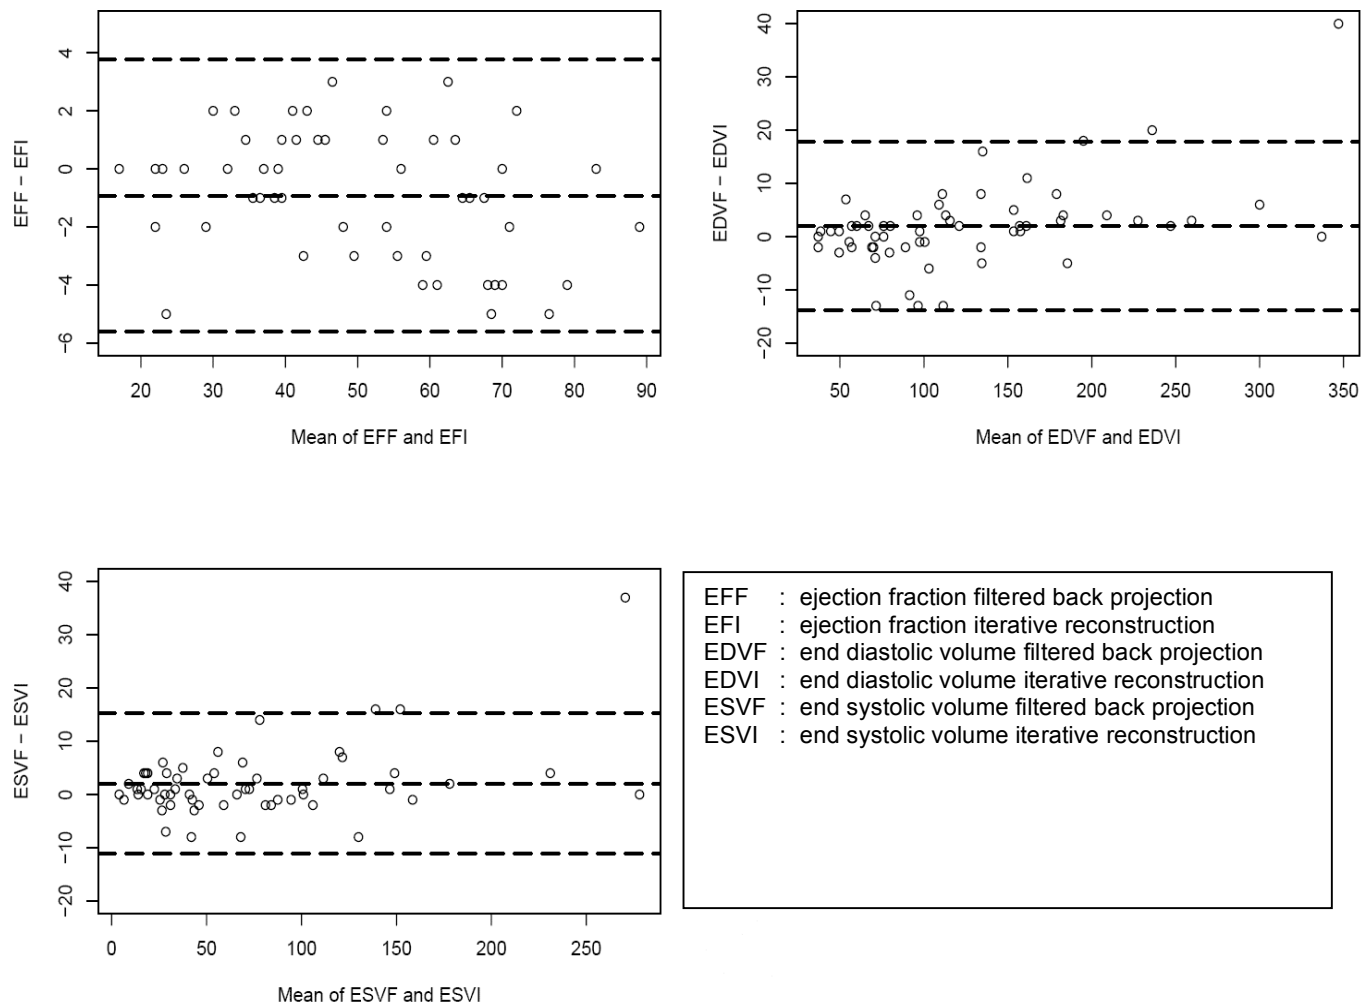 4
2
0
−2
−4
−6
EFF − EFI
20 30 40 50 60 70 80 90
Mean of EFF and EFI
40
30
20
10
0
−10
−20
EDVF − EDVI
50 100 150 200 250 300 350
Mean of EDVF and EDVI
40
30
20
10
0
−10
−20
ESVF − ESVI
0 50 100 150 200 250
Mean of ESVF and ESVI
EFF : ejection fraction filtered back projection
EFI : ejection fraction iterative reconstruction
EDVF : end diastolic volume filtered back projection
EDVI : end diastolic volume iterative reconstruction
ESVF : end systolic volume filtered back projection
ESVI : end systolic volume iterative reconstruction